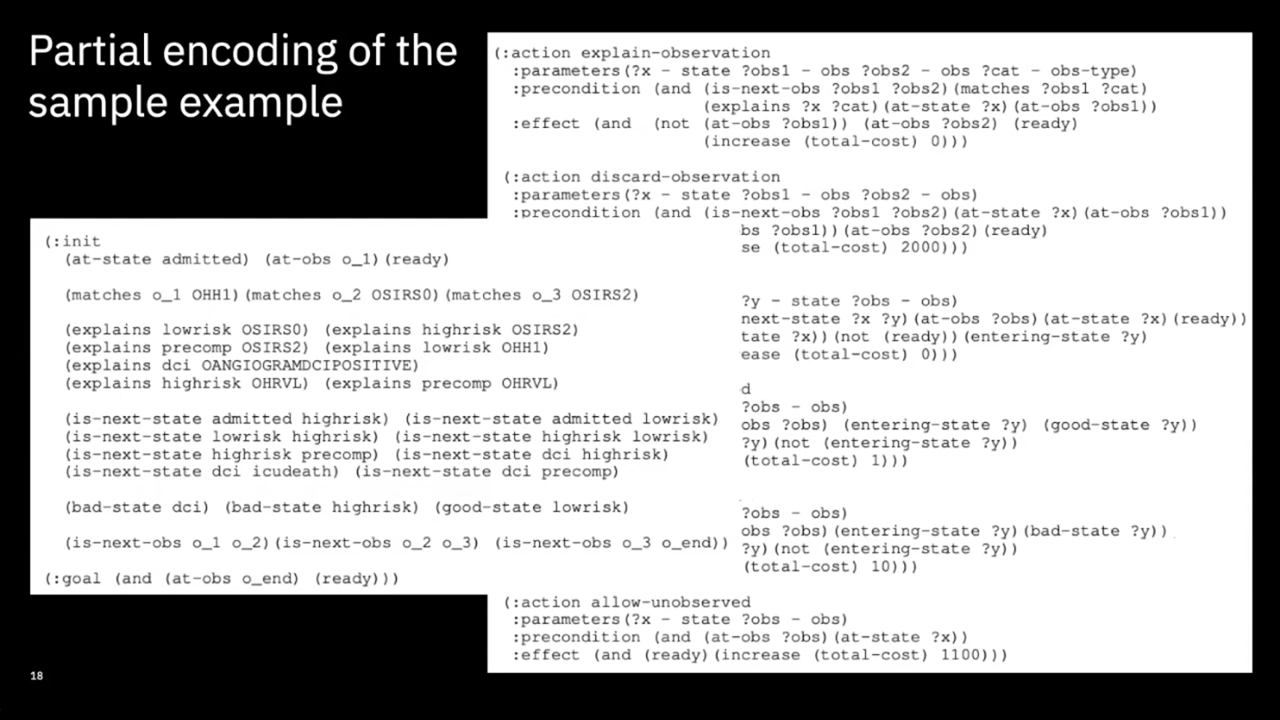 Partial encoding of the
sample example
(:action explain-observation
:parameters(?x - state ?obs1 - obs ?obs2 - obs ?cat - obs-type)
:precondition (and (is-next-obs ?obs1 ?obs2)(matches ?obs1 ?cat)
(explains ?x ?cat)(at-state ?x)(at-obs ?obs1))
:effect (and (not (at-obs ?obs1)) (at-obs ?obs2) (ready)
(increase (total-cost) 0)))
(:action discard-observation
:parameters(?x - state ?obs1 - obs ?obs2 - obs)
:precondition (and (is-next-obs ?obs1 ?obs2)(at-state ?x)(at-obs ?obs1))
bs ?obs1))(at-obs ?obs2)(ready)
se (total-cost) 2000)))
?y - state ?obs - obs)
next-state ?x ?y)(at-obs ?obs)(at-state ?x)(ready))
tate ?x))(not (ready))(entering-state ?y)
ease (total-cost) 0)))
d
?obs - obs)
obs ?obs) (entering-state ?y) (good-state ?y))
?y)(not (entering-state ?y))
(total-cost) 1)))
?obs - obs)
obs ?obs)(entering-state ?y)(bad-state ?y))
?y)(not (entering-state ?y))
(total-cost) 10)))
(:action allow-unobserved
:parameters(?x - state ?obs - obs)
:precondition (and (at-obs ?obs)(at-state ?x))
:effect (and (ready)(increase (total-cost) 1100)))
(:init
(at-state admitted) (at-obs o_1)(ready)
(matches o_1 OHH1)(matches o_2 OSIRS0)(matches o_3 OSIRS2)
(explains lowrisk OSIRS0) (explains highrisk OSIRS2)
(explains precomp OSIRS2) (explains lowrisk OHH1)
(explains dci OANGIOGRAMDCIPOSITIVE)
(explains highrisk OHRVL) (explains precomp OHRVL)
(is-next-state admitted highrisk) (is-next-state admitted lowrisk)
(is-next-state lowrisk highrisk) (is-next-state highrisk lowrisk)
(is-next-state highrisk precomp) (is-next-state dci highrisk)
(is-next-state dci icudeath) (is-next-state dci precomp)
(bad-state dci) (bad-state highrisk) (good-state lowrisk)
(is-next-obs o_1 o_2)(is-next-obs o_2 o_3) (is-next-obs o_3 o_end))
(:goal (and (at-obs o_end) (ready)))
18